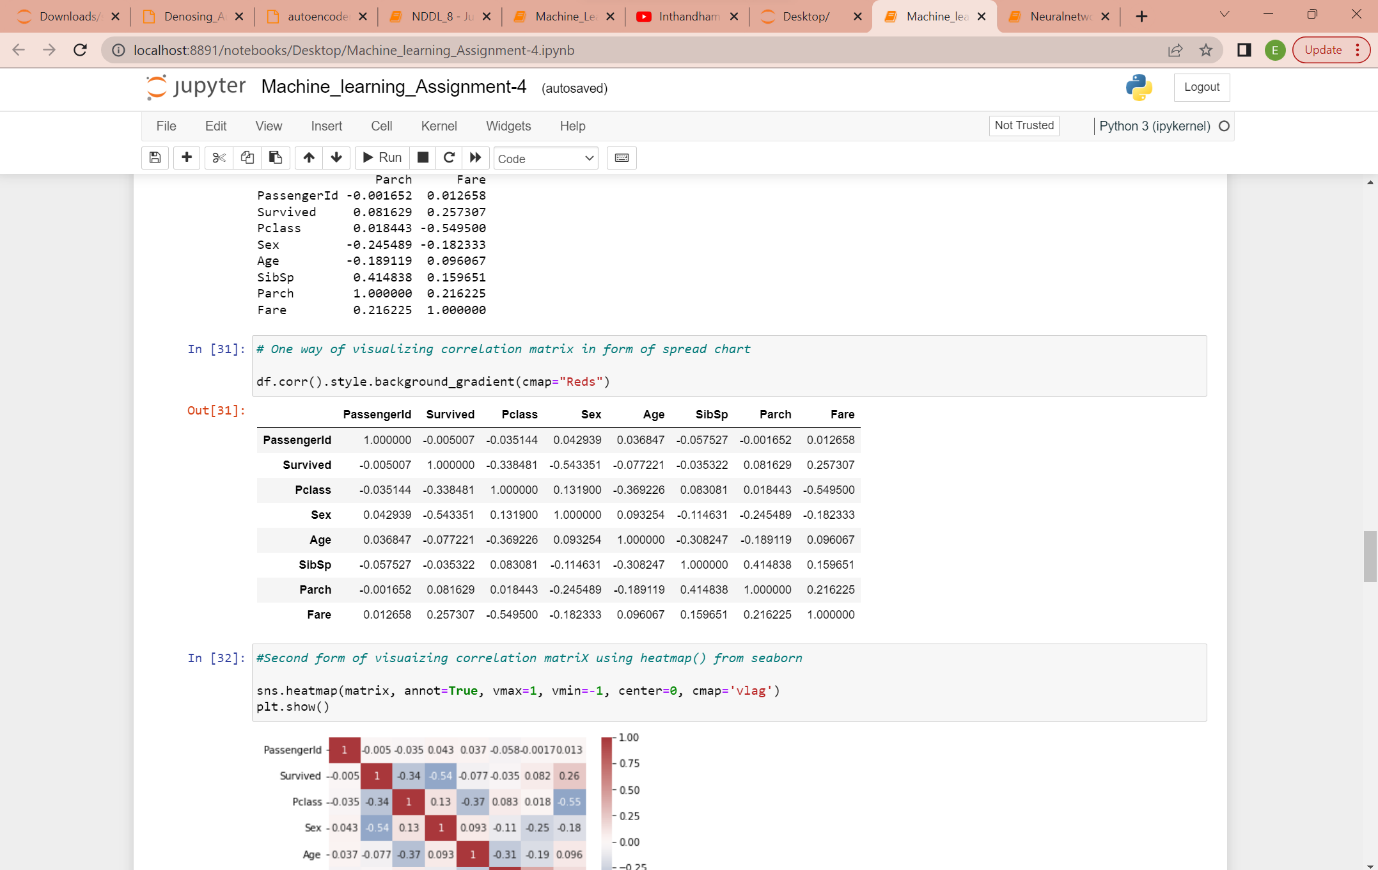 Downloads/
Denosing_A
autoencode
NDDL_8 - Ju
Machine_Le
Inthandham
Desktop/
Machine_lea
Neuralnetw
localhost:8891/notebooks/Desktop/Machine_learning_Assignment-4.ipynb
E
Update
jupyter Machine_learning_Assignment-4 (autosaved)
Logout
File Edit View Insert Cell Kernel Widgets Help
Not Trusted
Python 3 (ipykernel)
Run
Code
Parch Fare
PassengerId -0.001652 0.012658
Survived 0.081629 0.257307
Pclass 0.018443 -0.549500
Sex -0.245489 -0.182333
Age -0.189119 0.096067
SibSp 0.414838 0.159651
Parch 1.000000 0.216225
Fare 0.216225 1.000000
In [31]: # One way of visualizing correlation matrix in form of spread chart
df.corr().style.background_gradient(cmap="Reds")
Out[31]:
PassengerId Survived Pclass Sex Age SibSp Parch Fare
PassengerId 1.000000 -0.005007 -0.035144 0.042939 0.036847 -0.057527 -0.001652 0.012658
Survived -0.005007 1.000000 -0.338481 -0.543351 -0.077221 -0.035322 0.081629 0.257307
Pclass -0.035144 -0.338481 1.000000 0.131900 -0.369226 0.083081 0.018443 -0.549500
Sex 0.042939 -0.543351 0.131900 1.000000 0.093254 -0.114631 -0.245489 -0.182333
Age 0.036847 -0.077221 -0.369226 0.093254 1.000000 -0.308247 -0.189119 0.096067
SibSp -0.057527 -0.035322 0.083081 -0.114631 -0.308247 1.000000 0.414838 0.159651
Parch -0.001652 0.081629 0.018443 -0.245489 -0.189119 0.414838 1.000000 0.216225
Fare 0.012658 0.257307 -0.549500 -0.182333 0.096067 0.159651 0.216225 1.000000
In [32]: #Second form of visuaizing correlation matriX using heatmap() from seaborn
sns.heatmap(matrix, annot=True, vmax=1, vmin=-1, center=0, cmap='vlag')
plt.show()
PassengerId 1 -0.005 -0.035 0.043 0.037 -0.058 -0.0017 0.013
Survived -0.005 1 -0.34 -0.54 -0.077 -0.035 0.082 0.26
Pclass -0.035 -0.34 1 0.13 -0.37 0.083 0.018 -0.55
Sex 0.043 -0.54 0.13 1 0.093 -0.11 -0.25 -0.18
Age 0.037 -0.077 -0.37 0.093 1 -0.31 -0.19 0.096
1.00
0.75
0.50
0.25
0.00
-0.25